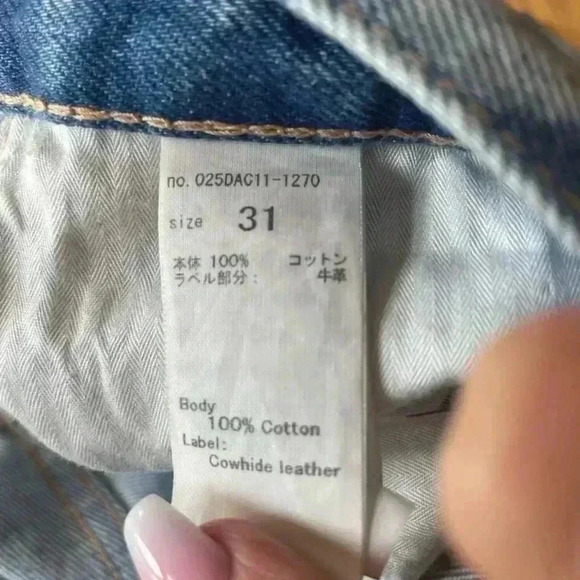 no. 025DAC11-1270
size 31
本体 100% コットン
ラベル部分: 牛革
Body
100% Cotton
Label:
Cowhide leather